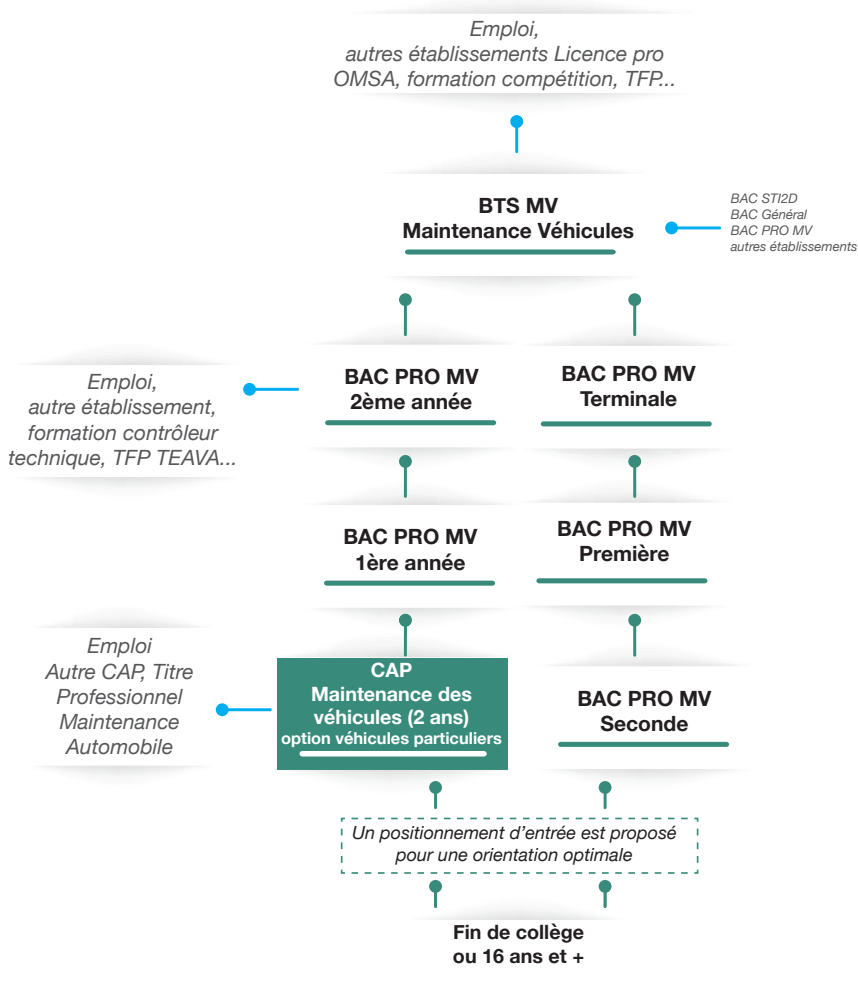 Emploi,
autres établissements Licence pro
OMSA, formation compétition, TFP...
BTS MV
Maintenance Véhicules
BAC STI2D
BAC Général
BAC PRO MV
autres établissements
Emploi,
autre établissement,
formation contrôleur
technique, TFP TEAVA...
BAC PRO MV
2ème année
BAC PRO MV
Terminale
BAC PRO MV
1ère année
BAC PRO MV
Première
Emploi
Autre CAP, Titre
Professionnel
Maintenance
Automobile
CAP
Maintenance des
véhicules (2 ans)
option véhicules particuliers
BAC PRO MV
Seconde
Un positionnement d’entrée est proposé
pour une orientation optimale
Fin de collège
ou 16 ans et +